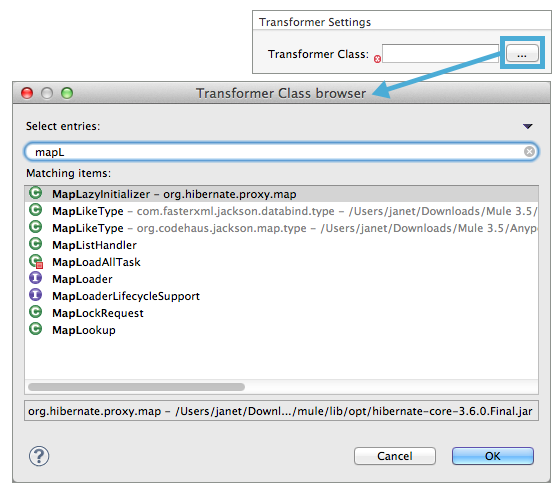 Transformer Settings
Transformer Class:
...
Transformer Class browser
Select entries:
mapL
Matching items:
MapLazyInitializer – org.hibernate.proxy.map
MapLikeType – com.fasterxml.jackson.databind.type – /Users/janet/Downloads/Mule 3.5/
MapLikeType – org.codehaus.jackson.map.type – /Users/janet/Downloads/Mule 3.5/Anyp
MapListHandler
MapLoadAllTask
MapLoader
MapLoaderLifecycleSupport
MapLockRequest
MapLookup
org.hibernate.proxy.map – /Users/janet/Downl.../mule/lib/opt/hibernate-core-3.6.0.Final.jar
? Cancel OK